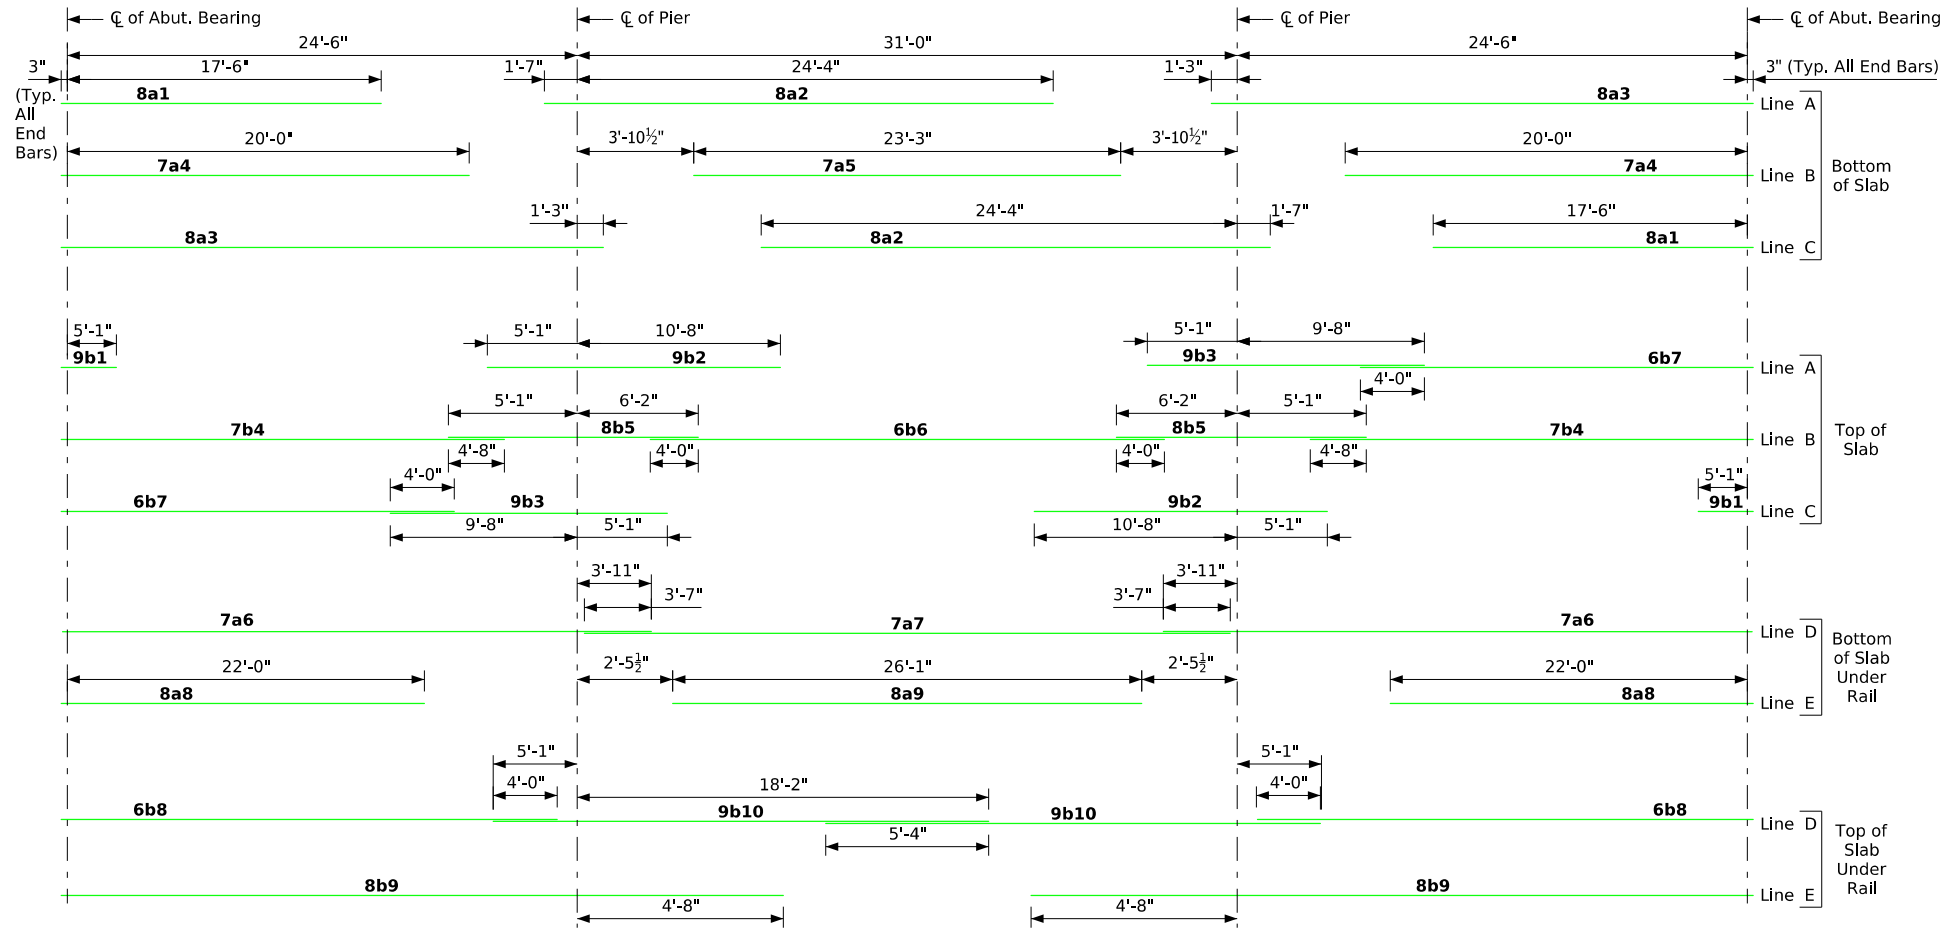 ℄ of Abut. Bearing
℄ of Pier
℄ of Pier
℄ of Abut. Bearing
24'-6"
31'-0"
24'-6"
3"
17'-6"
1'-7"
24'-4"
1'-3"
3" (Typ. All End Bars)
(Typ.
All
End
Bars)
8a1
8a2
8a3
Line A
20'-0"
3'-10½"
23'-3"
3'-10½"
20'-0"
7a4
7a5
7a4
Line B
Bottom
of Slab
1'-3"
24'-4"
1'-7"
17'-6"
8a3
8a2
8a1
Line C
5'-1"
5'-1"
10'-8"
5'-1"
9'-8"
9b1
9b2
9b3
6b7
Line A
4'-0"
5'-1"
6'-2"
6'-2"
5'-1"
7b4
8b5
6b6
8b5
7b4
Line B
Top of
Slab
4'-8"
4'-0"
4'-0"
4'-8"
4'-0"
5'-1"
6b7
9b3
9b2
9b1
Line C
9'-8"
5'-1"
10'-8"
5'-1"
3'-11"
3'-11"
3'-7"
3'-7"
7a6
7a7
7a6
Line D
Bottom
of Slab
Under
Rail
22'-0"
2'-5½"
26'-1"
2'-5½"
22'-0"
8a8
8a9
8a8
Line E
5'-1"
5'-1"
4'-0"
18'-2"
4'-0"
6b8
9b10
9b10
6b8
Line D
5'-4"
Top of
Slab
Under
Rail
8b9
8b9
Line E
4'-8"
4'-8"